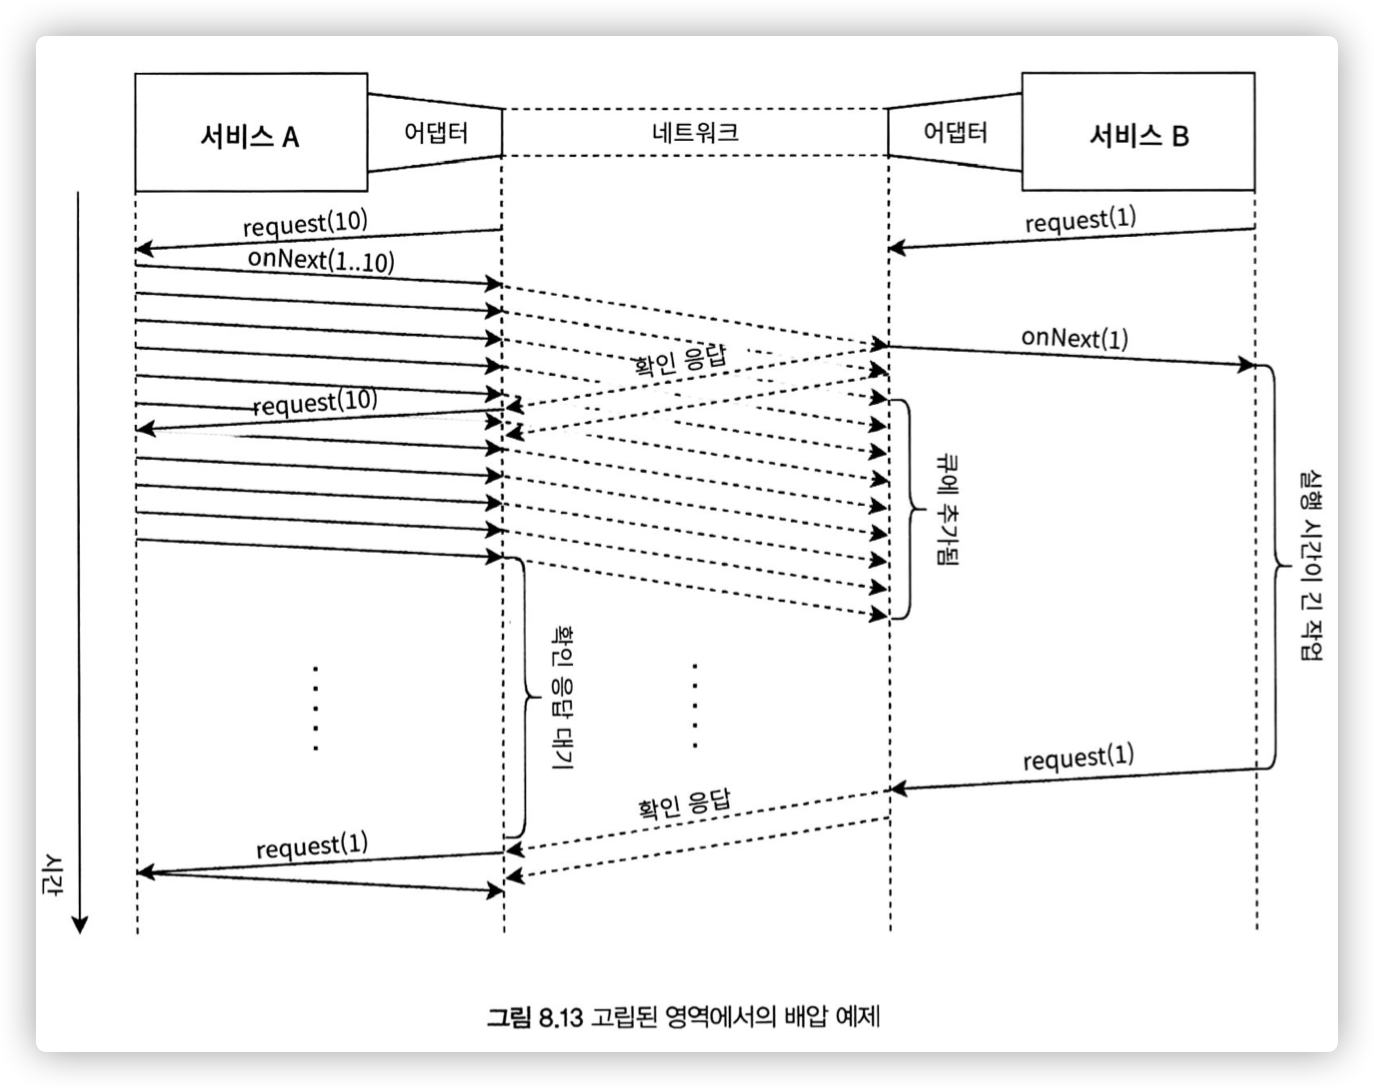 서비스 A
어댑터
네트워크
어댑터
서비스 B
request(10)
request(1)
onNext(1..10)
onNext(1)
확인 응답
request(10)
큐에 추가됨
실행 시간이 긴 작업
확인 응답 대기
request(1)
확인 응답
request(1)
시간
그림 8.13 고립된 영역에서의 배압 예제